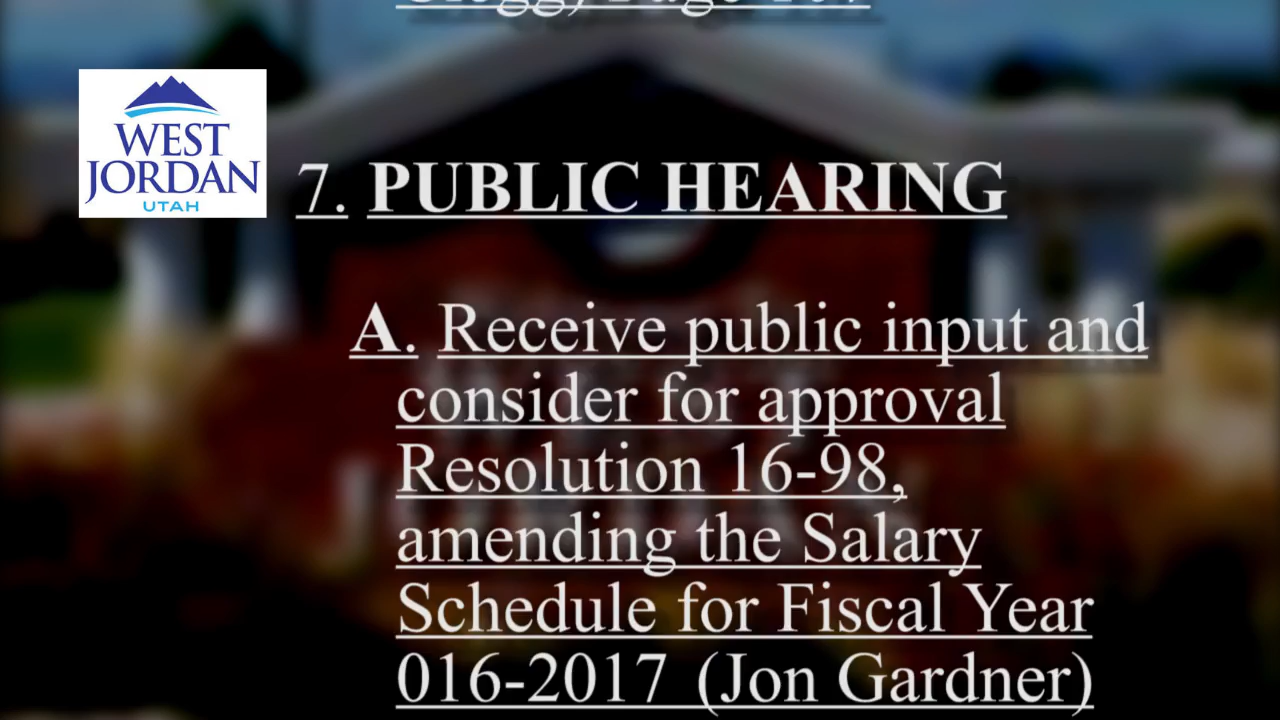 WEST
JORDAN
UTAH
7. PUBLIC HEARING
A. Receive public input and
consider for approval
Resolution 16-98,
amending the Salary
Schedule for Fiscal Year
016-2017 (Jon Gardner)